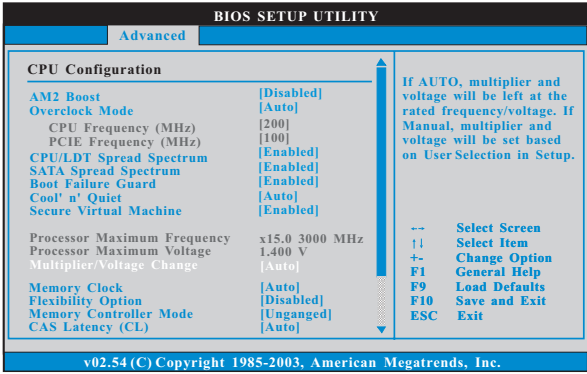 BIOS SETUP UTILITY
Advanced
CPU Configuration
AM2 Boost [Disabled]
Overclock Mode [Auto]
CPU Frequency (MHz) [200]
PCIE Frequency (MHz) [100]
CPU/LDT Spread Spectrum [Enabled]
SATA Spread Spectrum [Enabled]
Boot Failure Guard [Enabled]
Cool' n' Quiet [Auto]
Secure Virtual Machine [Enabled]
Processor Maximum Frequency x15.0 3000 MHz
Processor Maximum Voltage 1.400 V
Multiplier/Voltage Change [Auto]
Memory Clock [Auto]
Flexibility Option [Disabled]
Memory Controller Mode [Unganged]
CAS Latency (CL) [Auto]
If AUTO, multiplier and
voltage will be left at the
rated frequency/voltage. If
Manual, multiplier and
voltage will be set based
on User Selection in Setup.
←→ Select Screen
↑↓ Select Item
+- Change Option
F1 General Help
F9 Load Defaults
F10 Save and Exit
ESC Exit
v02.54 (C) Copyright 1985-2003, American Megatrends, Inc.